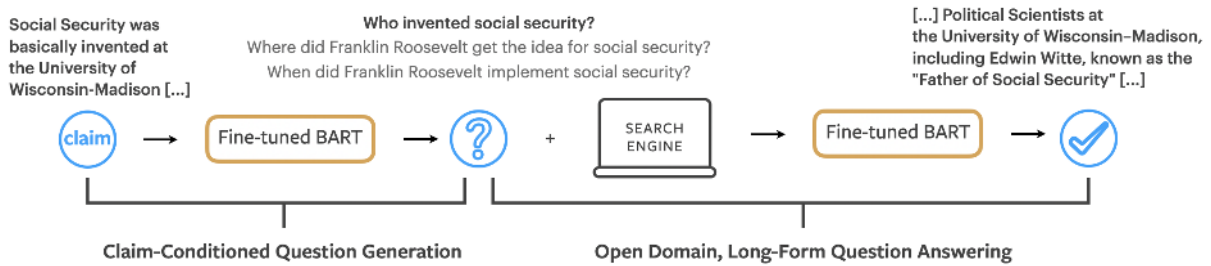 Social Security was
basically invented at
the University of
Wisconsin-Madison [...]
Who invented social security?
Where did Franklin Roosevelt get the idea for social security?
When did Franklin Roosevelt implement social security?
[...] Political Scientists at
the University of Wisconsin–Madison,
including Edwin Witte, known as the
"Father of Social Security" [...]
claim
Fine-tuned BART
?
+
SEARCH
ENGINE
Fine-tuned BART
Claim-Conditioned Question Generation
Open Domain, Long-Form Question Answering